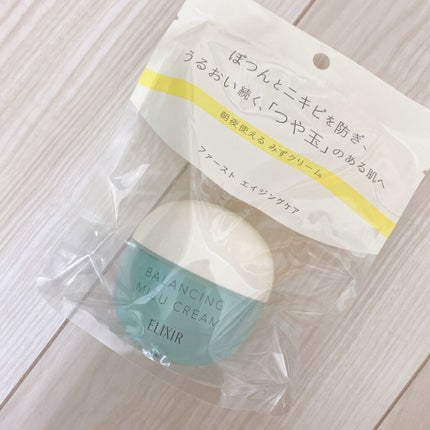 ぽつんとニキビを防ぎ、
うるおい続く、「つや玉」のある肌へ
朝夜使える みずクリーム
ファースト エイジングケア
BALANCING
MIZU CREAM
ELIXIR